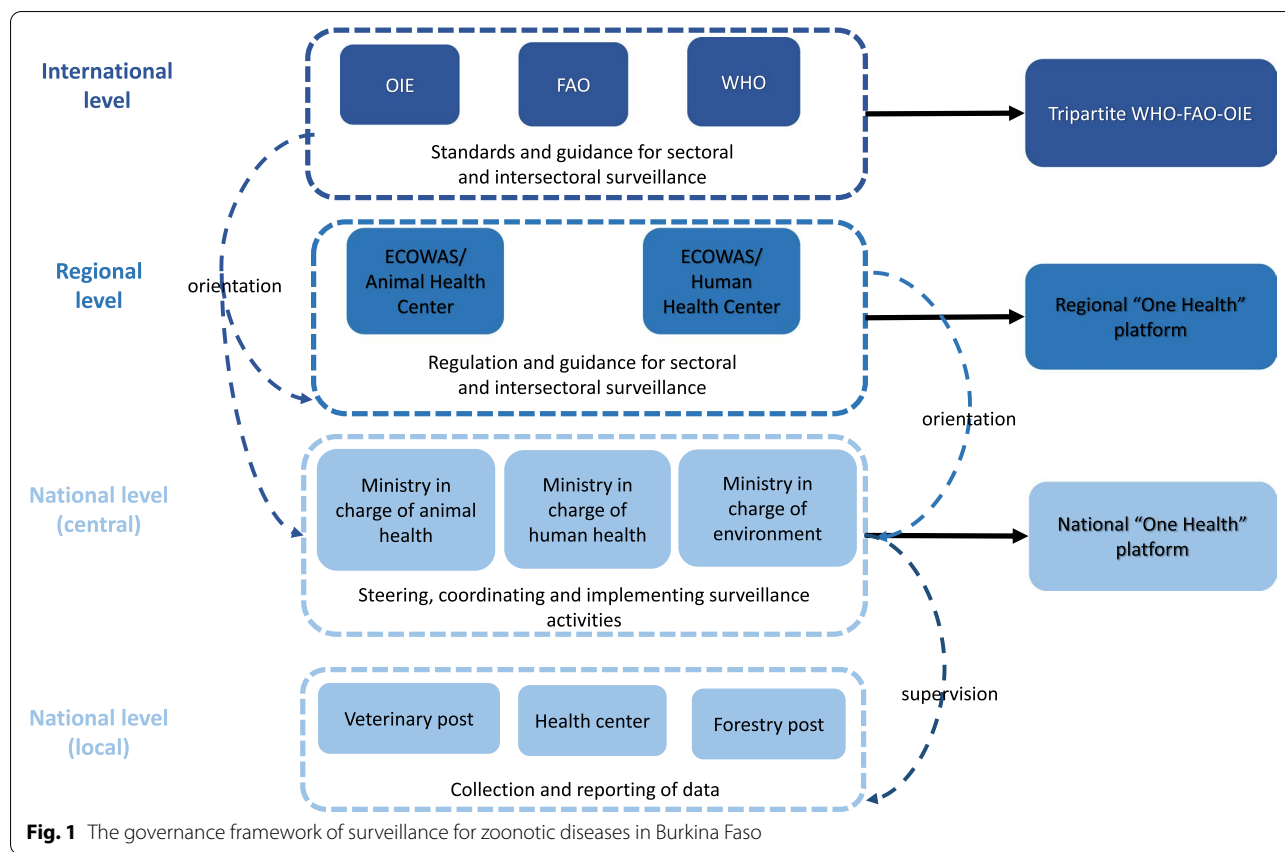 International
level
OIE
FAO
WHO
Standards and guidance for sectoral
and intersectoral surveillance
Tripartite WHO-FAO-OIE
orientation
Regional
level
ECOWAS/
Animal Health
Center
ECOWAS/
Human
Health Center
Regulation and guidance for sectoral
and intersectoral surveillance
Regional “One Health”
platform
orientation
National level
(central)
Ministry in
charge of animal
health
Ministry in
charge of
human health
Ministry in
charge of
environment
Steering, coordinating and implementing surveillance
activities
National “One Health”
platform
supervision
National level
(local)
Veterinary post
Health center
Forestry post
Collection and reporting of data
Fig. 1 The governance framework of surveillance for zoonotic diseases in Burkina Faso